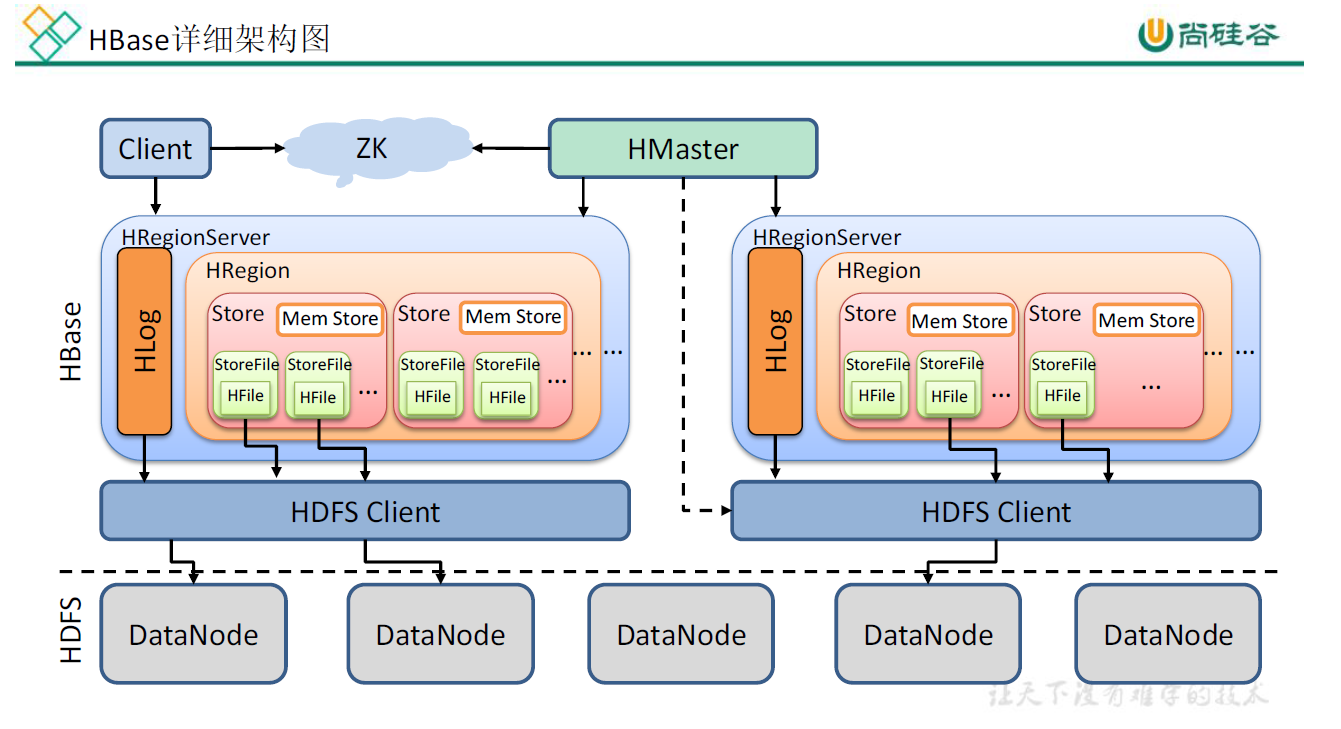 HBase详细架构图
尚硅谷
Client
ZK
HMaster
HBase
HRegionServer
HLog
HRegion
Store
Mem Store
StoreFile
HFile
StoreFile
HFile
...
Store
Mem Store
StoreFile
HFile
StoreFile
HFile
...
...
...
HRegionServer
HLog
HRegion
Store
Mem Store
StoreFile
HFile
StoreFile
HFile
...
Store
Mem Store
StoreFile
HFile
...
...
...
HDFS Client
HDFS Client
HDFS
DataNode
DataNode
DataNode
DataNode
DataNode
让天下没有难学的技术